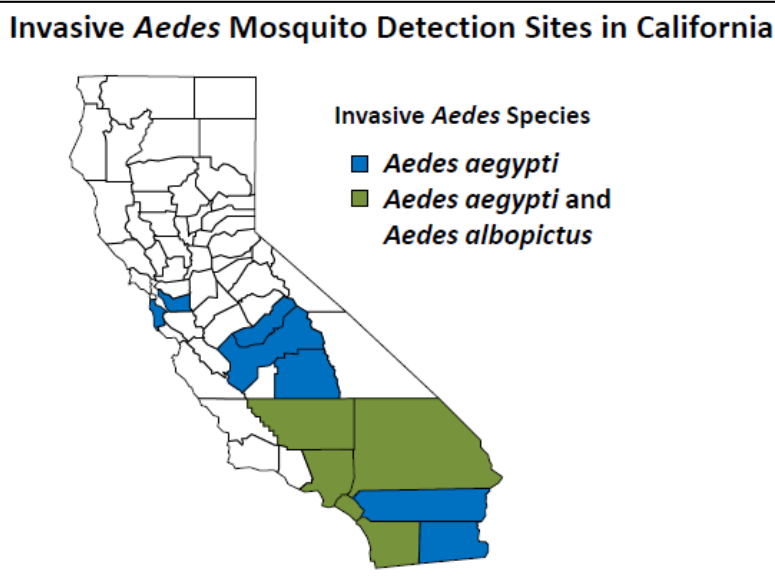 Invasive Aedes Mosquito Detection Sites in California
Invasive Aedes Species
Aedes aegypti
Aedes aegypti and
Aedes albopictus